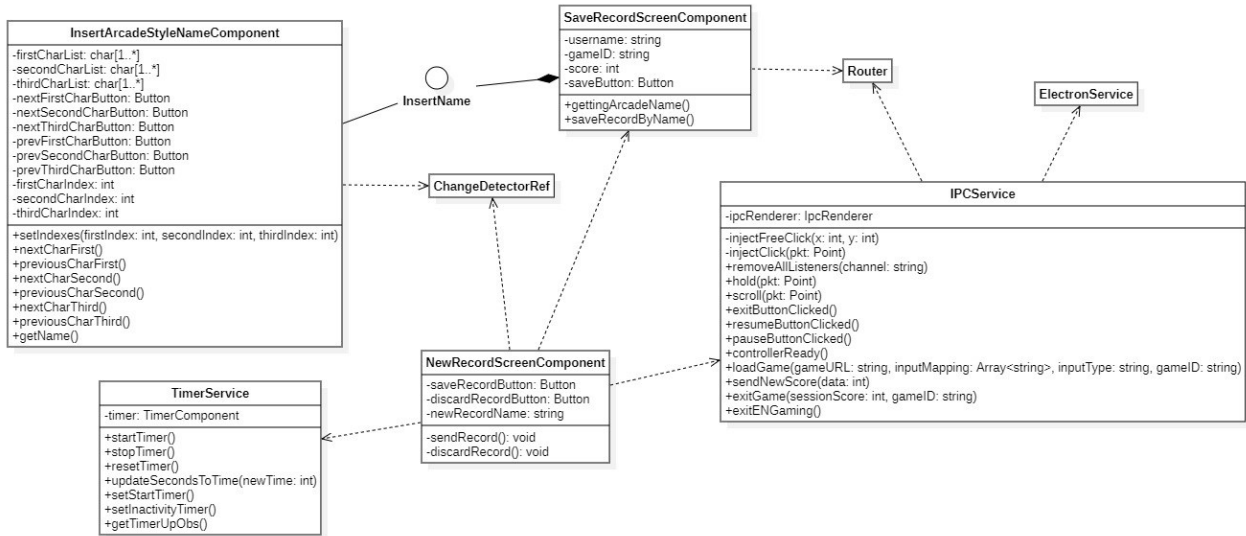 InsertArcadeStyleNameComponent
-firstCharList: char[1..*]
-secondCharList: char[1..*]
-thirdCharList: char[1..*]
-nextFirstCharButton: Button
-nextSecondCharButton: Button
-nextThirdCharButton: Button
-prevFirstCharButton: Button
-prevSecondCharButton: Button
-prevThirdCharButton: Button
-firstCharIndex: int
-secondCharIndex: int
-thirdCharIndex: int
+setIndexes(firstIndex: int, secondIndex: int, thirdIndex: int)
+nextCharFirst()
+previousCharFirst()
+nextCharSecond()
+previousCharSecond()
+nextCharThird()
+previousCharThird()
+getName()
InsertName
SaveRecordScreenComponent
-username: string
-gameID: string
-score: int
-saveButton: Button
+gettingArcadeName()
+saveRecordByName()
Router
ElectronService
ChangeDetectorRef
IPCService
-ipcRenderer: IpcRenderer
-injectFreeClick(x: int, y: int)
-injectClick(pkt: Point)
+removeAllListeners(channel: string)
+hold(pkt: Point)
+scroll(pkt: Point)
+exitButtonClicked()
+resumeButtonClicked()
+pauseButtonClicked()
+controllerReady()
+loadGame(gameURL: string, inputMapping: Array<string>, inputType: string, gameID: string)
+sendNewScore(data: int)
+exitGame(sessionScore: int, gameID: string)
+exitENGaming()
NewRecordScreenComponent
-saveRecordButton: Button
-discardRecordButton: Button
-newRecordName: string
-sendRecord(): void
-discardRecord(): void
TimerService
-timer: TimerComponent
+startTimer()
+stopTimer()
+resetTimer()
+updateSecondsToTime(newTime: int)
+setStartTimer()
+setInactivityTimer()
+getTimerUpObs()